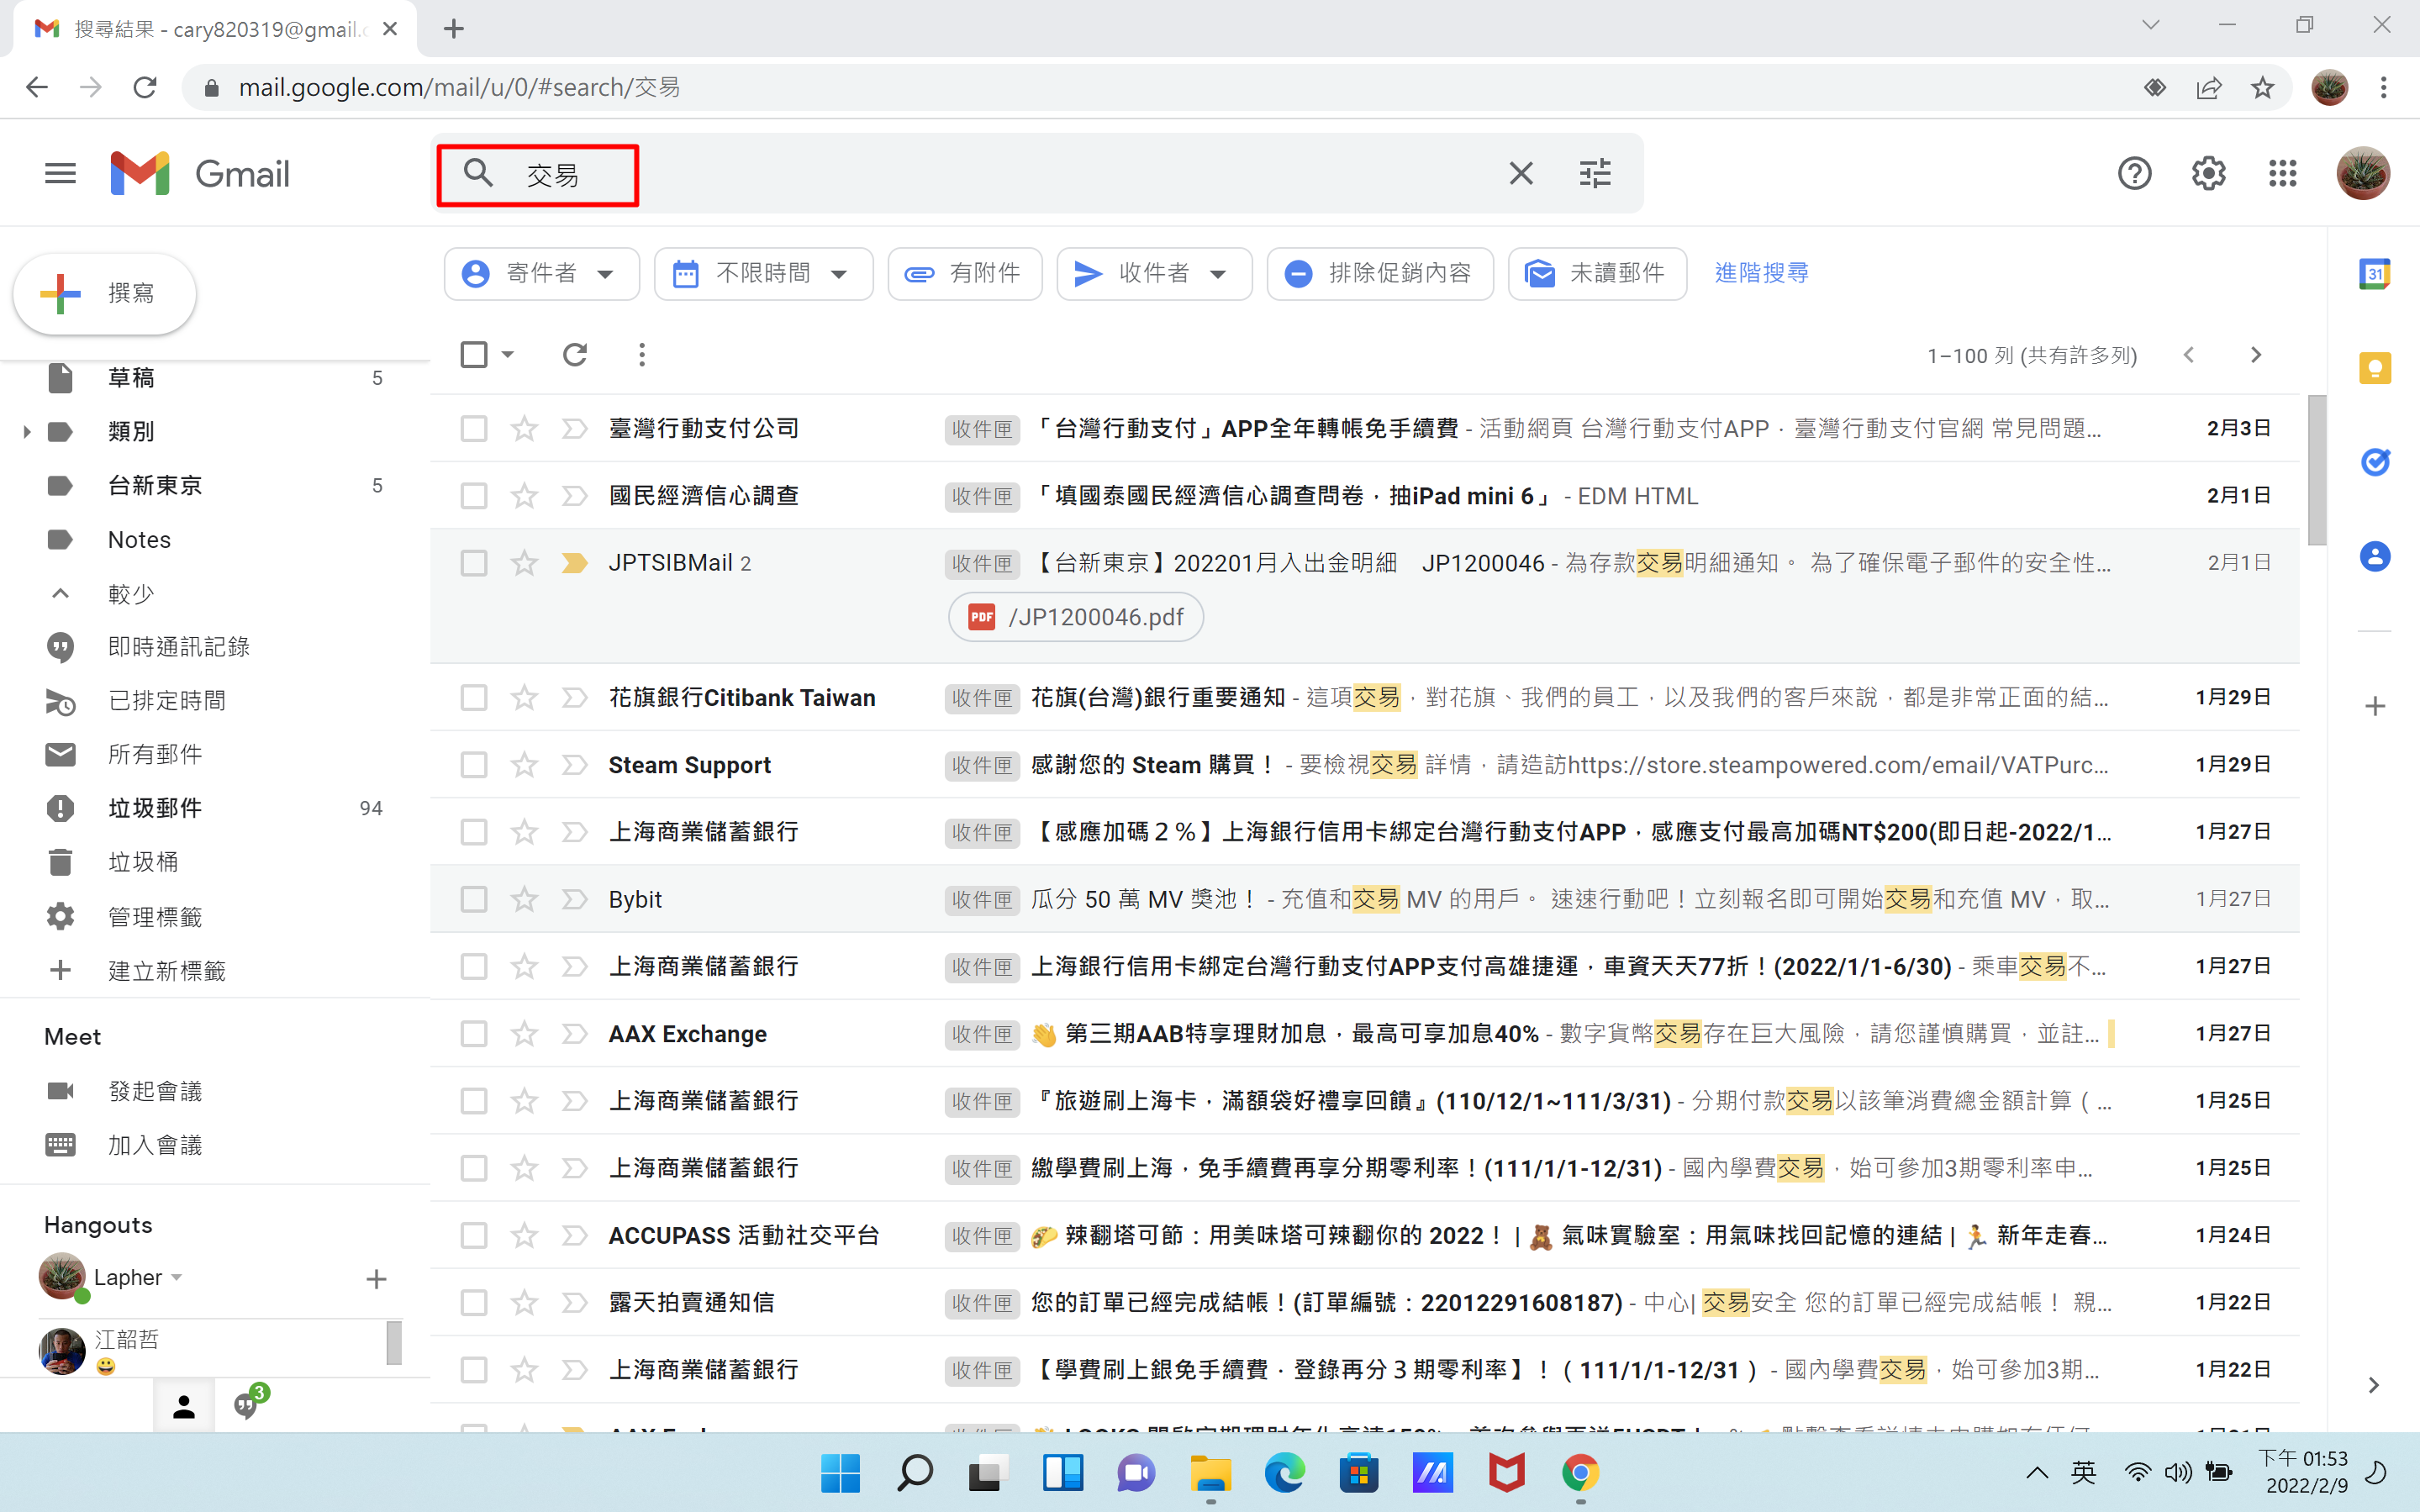 搜尋結果 - cary820319@gmail.c
mail.google.com/mail/u/0/#search/交易
Gmail
交易
撰寫
寄件者
不限時間
有附件
收件者
排除促銷內容
未讀郵件
進階搜尋
31
1–100 列 (共有許多列)
草稿 5
類別
台新東京 5
Notes
較少
即時通訊記錄
已排定時間
所有郵件
垃圾郵件 94
垃圾桶
管理標籤
建立新標籤
Meet
發起會議
加入會議
Hangouts
Lapher
江韶哲
3
臺灣行動支付公司 收件匣 「台灣行動支付」APP全年轉帳免手續費 - 活動網頁 台灣行動支付APP．臺灣行動支付官網 常見問題... 2月3日
國民經濟信心調查 收件匣 「填國泰國民經濟信心調查問卷，抽iPad mini 6」 - EDM HTML 2月1日
JPTSIBMail 2 收件匣 【台新東京】202201月入出金明細　JP1200046 - 為存款交易明細通知。 為了確保電子郵件的安全性... 2月1日
PDF /JP1200046.pdf
花旗銀行Citibank Taiwan 收件匣 花旗(台灣)銀行重要通知 - 這項交易，對花旗、我們的員工，以及我們的客戶來說，都是非常正面的結... 1月29日
Steam Support 收件匣 感謝您的 Steam 購買！ - 要檢視交易 詳情，請造訪https://store.steampowered.com/email/VATPurc... 1月29日
上海商業儲蓄銀行 收件匣 【感應加碼２％】上海銀行信用卡綁定台灣行動支付APP，感應支付最高加碼NT$200(即日起-2022/1... 1月27日
Bybit 收件匣 瓜分 50 萬 MV 獎池！ - 充值和交易 MV 的用戶。 速速行動吧！立刻報名即可開始交易和充值 MV，取... 1月27日
上海商業儲蓄銀行 收件匣 上海銀行信用卡綁定台灣行動支付APP支付高雄捷運，車資天天77折！(2022/1/1-6/30) - 乘車交易不... 1月27日
AAX Exchange 收件匣 👏 第三期AAB特享理財加息，最高可享加息40% - 數字貨幣交易存在巨大風險，請您謹慎購買，並註... 1月27日
上海商業儲蓄銀行 收件匣 『旅遊刷上海卡，滿額袋好禮享回饋』(110/12/1~111/3/31) - 分期付款交易以該筆消費總金額計算（... 1月25日
上海商業儲蓄銀行 收件匣 繳學費刷上海，免手續費再享分期零利率！(111/1/1-12/31) - 國內學費交易，始可參加3期零利率申... 1月25日
ACCUPASS 活動社交平台 收件匣 🌮 辣翻塔可節：用美味塔可辣翻你的 2022！ | 🧸 氣味實驗室：用氣味找回記憶的連結 | 🏃 新年走春... 1月24日
露天拍賣通知信 收件匣 您的訂單已經完成結帳！(訂單編號：22012291608187) - 中心| 交易安全 您的訂單已經完成結帳！ 親... 1月22日
上海商業儲蓄銀行 收件匣 【學費刷上銀免手續費．登錄再分３期零利率】！（ 111/1/1-12/31 ） - 國內學費交易，始可參加3期... 1月22日
英
下午 01:53
2022/2/9